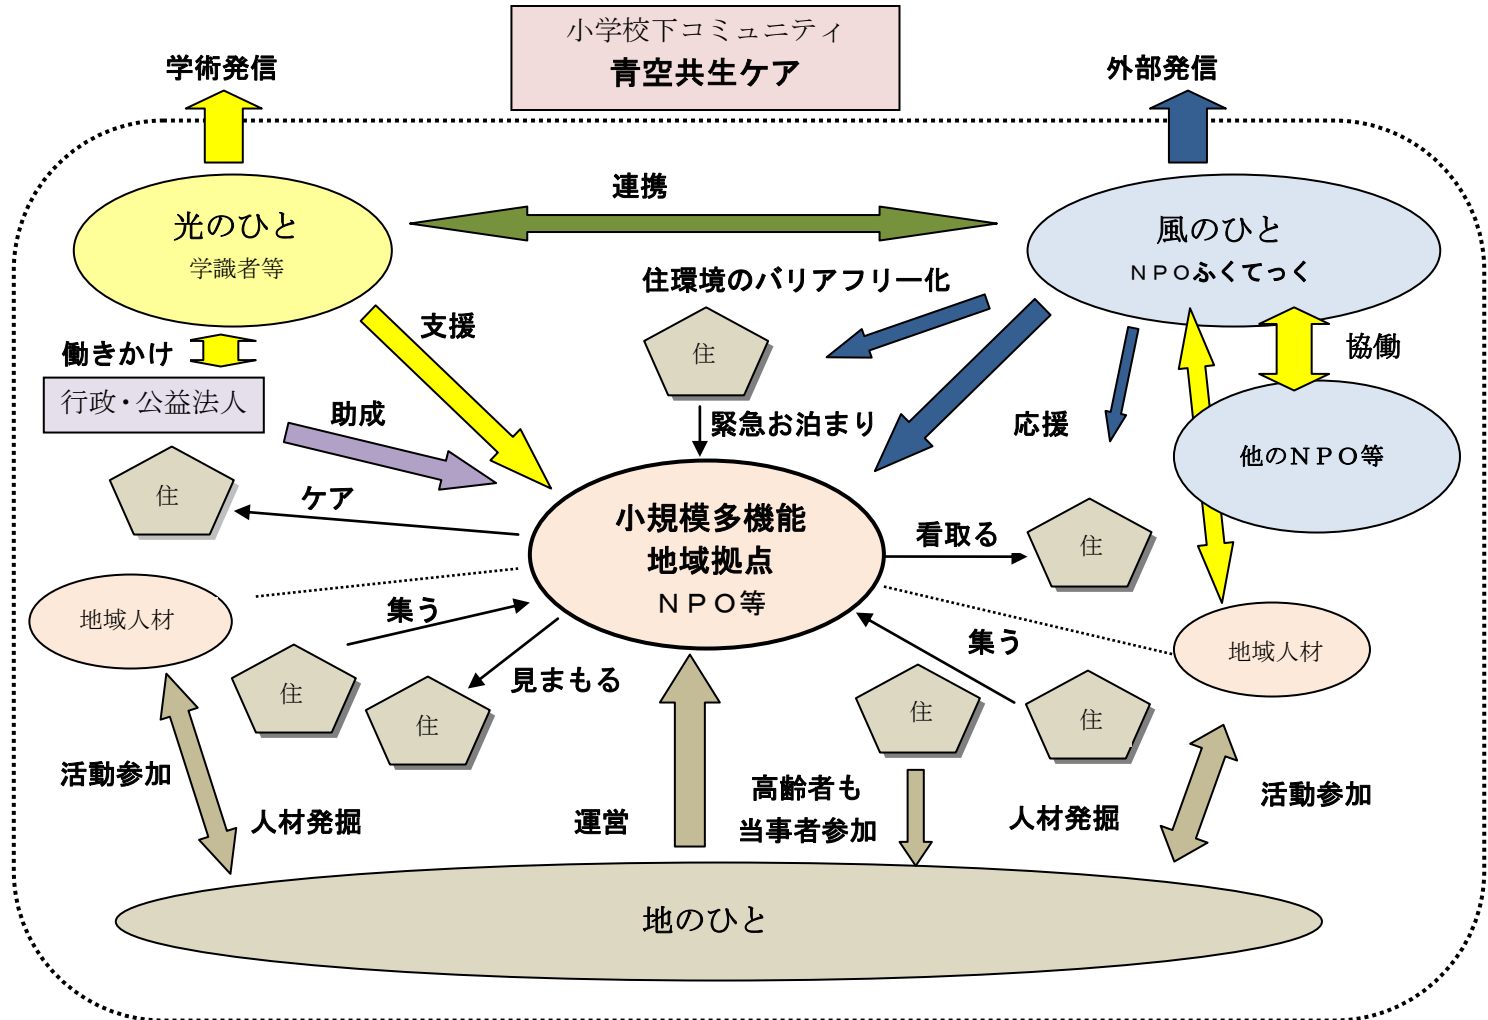 小学校下コミュニティ
青空共生ケア
学術発信
外部発信
連携
光のひと
学識者等
風のひと
ＮＰＯふくてっく
住環境のバリアフリー化
支援
住
働きかけ
協働
行政・公益法人
助成
緊急お泊まり
応援
他のＮＰＯ等
住
ケア
小規模多機能
地域拠点
ＮＰＯ等
看取る
住
地域人材
集う
集う
地域人材
住
見まもる
住
住
住
活動参加
人材発掘
運営
高齢者も
当事者参加
人材発掘
活動参加
地のひと